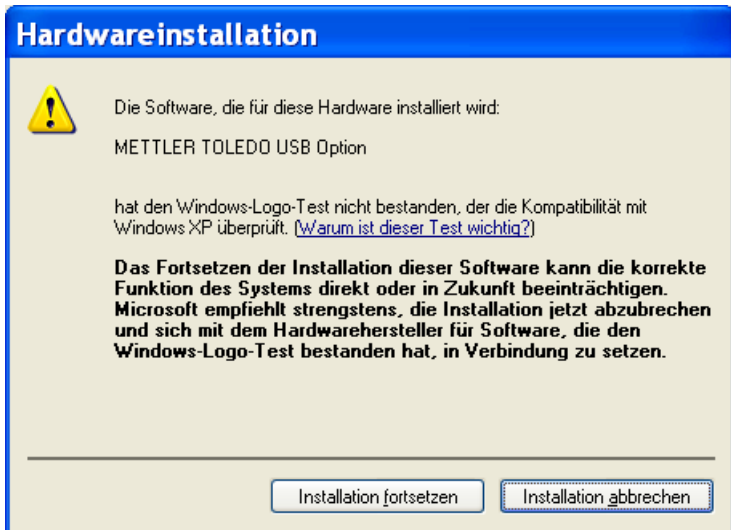 Hardwareinstallation
Die Software, die für diese Hardware installiert wird:
METTLER TOLEDO USB Option
hat den Windows-Logo-Test nicht bestanden, der die Kompatibilität mit
Windows XP überprüft. (Warum ist dieser Test wichtig?)
Das Fortsetzen der Installation dieser Software kann die korrekte
Funktion des Systems direkt oder in Zukunft beeinträchtigen.
Microsoft empfiehlt strengstens, die Installation jetzt abzubrechen
und sich mit dem Hardwarehersteller für Software, die den
Windows-Logo-Test bestanden hat, in Verbindung zu setzen.
Installation fortsetzen
Installation abbrechen